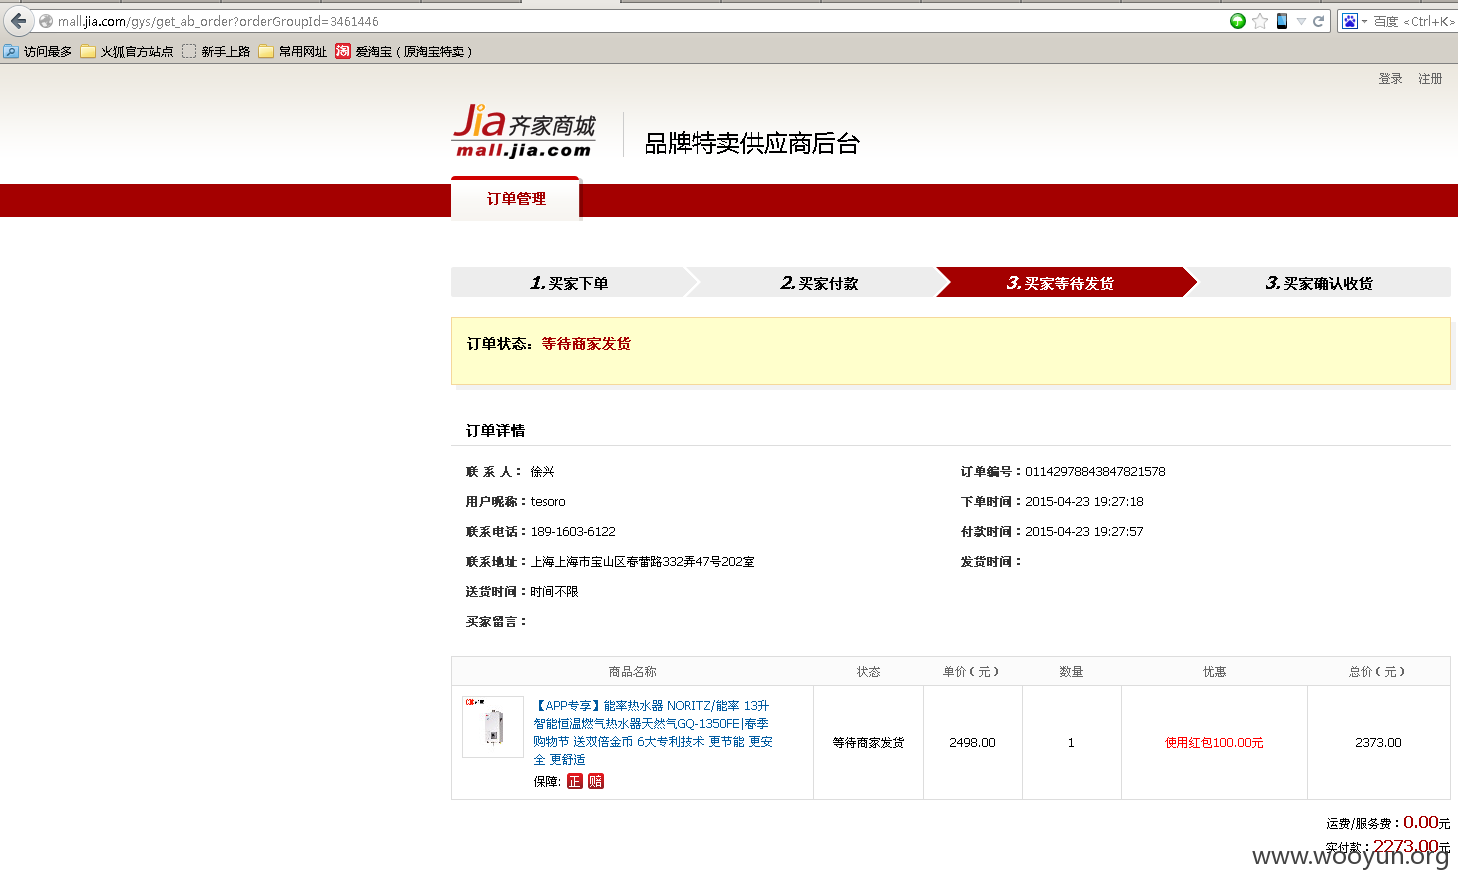 mall.jia.com/gys/get_ab_order?orderGroupId=3461446
百度 <Ctrl+K>
访问最多 火狐官方站点 新手上路 常用网址 淘 爱淘宝（原淘宝特卖）
登录 注册
Jia 齐家商城
mall.jia.com
品牌特卖供应商后台
订单管理
1.买家下单 2.买家付款 3.买家等待发货 3.买家确认收货
订单状态：等待商家发货
订单详情
联 系 人： 徐兴 订单编号：01142978843847821578
用户昵称：tesoro 下单时间：2015-04-23 19:27:18
联系电话：189-1603-6122 付款时间：2015-04-23 19:27:57
联系地址：上海上海市宝山区春蕾路332弄47号202室 发货时间：
送货时间：时间不限
买家留言：
商品名称 状态 单价（元） 数量 优惠 总价（元）
【APP专享】能率热水器 NORITZ/能率 13升
智能恒温燃气热水器天然气GQ-1350FE|春季
购物节 送双倍金币 6大专利技术 更节能 更安
全 更舒适
保障: 正 赔
等待商家发货 2498.00 1 使用红包100.00元 2373.00
运费/服务费：0.00元
实付款：2273.00元
www.wooyun.org